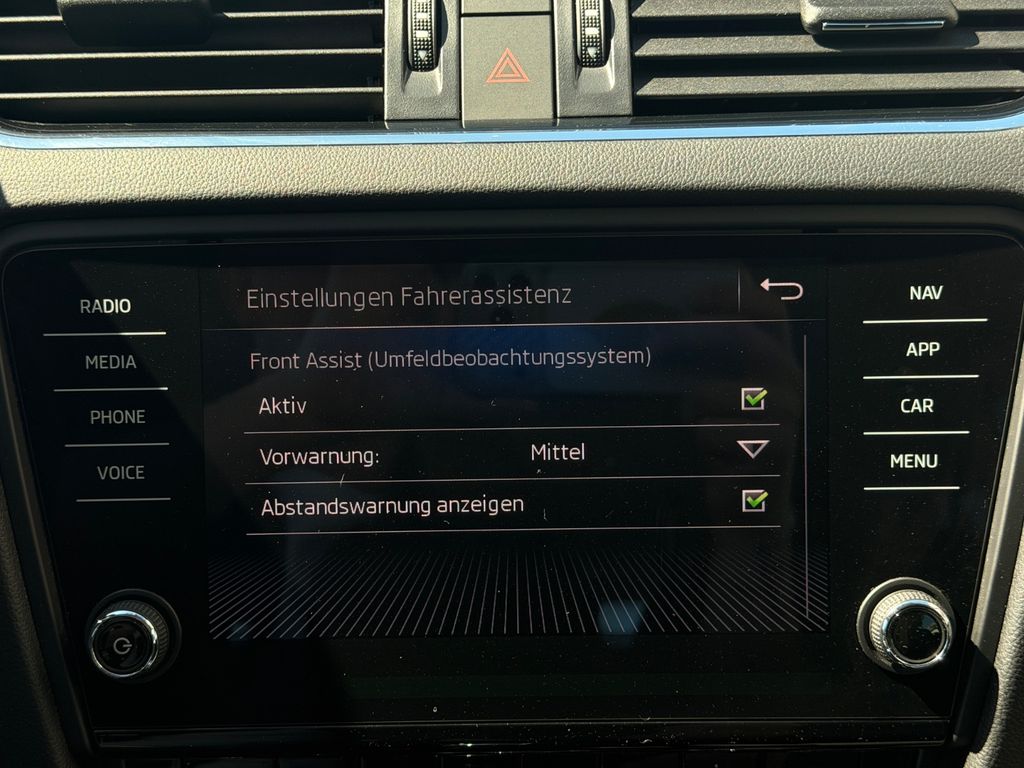 RADIO
MEDIA
PHONE
VOICE
Einstellungen Fahrerassistenz
Front Assist (Umfeldbeobachtungssystem)
Aktiv
Vorwarnung: Mittel
Abstandswarnung anzeigen
NAV
APP
CAR
MENU